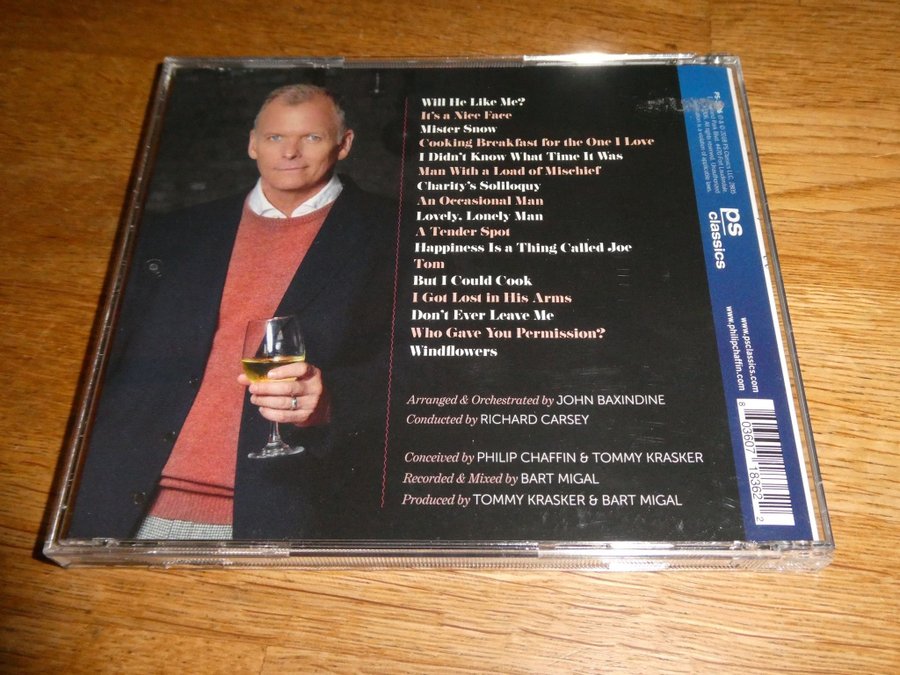 Will He Like Me?
It's a Nice Face
Mister Snow
Cooking Breakfast for the One I Love
I Didn't Know What Time It Was
Man With a Load of Mischief
Charity's Soliloquy
An Occasional Man
Lovely, Lonely Man
A Tender Spot
Happiness Is a Thing Called Joe
Tom
But I Could Cook
I Got Lost in His Arms
Don't Ever Leave Me
Who Gave You Permission?
Windflowers
Arranged & Orchestrated by JOHN BAXINDINE
Conducted by RICHARD CARSEY
Conceived by PHILIP CHAFFIN & TOMMY KRASKER
Recorded & Mixed by BART MIGAL
Produced by TOMMY KRASKER & BART MIGAL
ps
classics
www.psclassics.com
www.philipchaffin.com
8 03607 18362 2